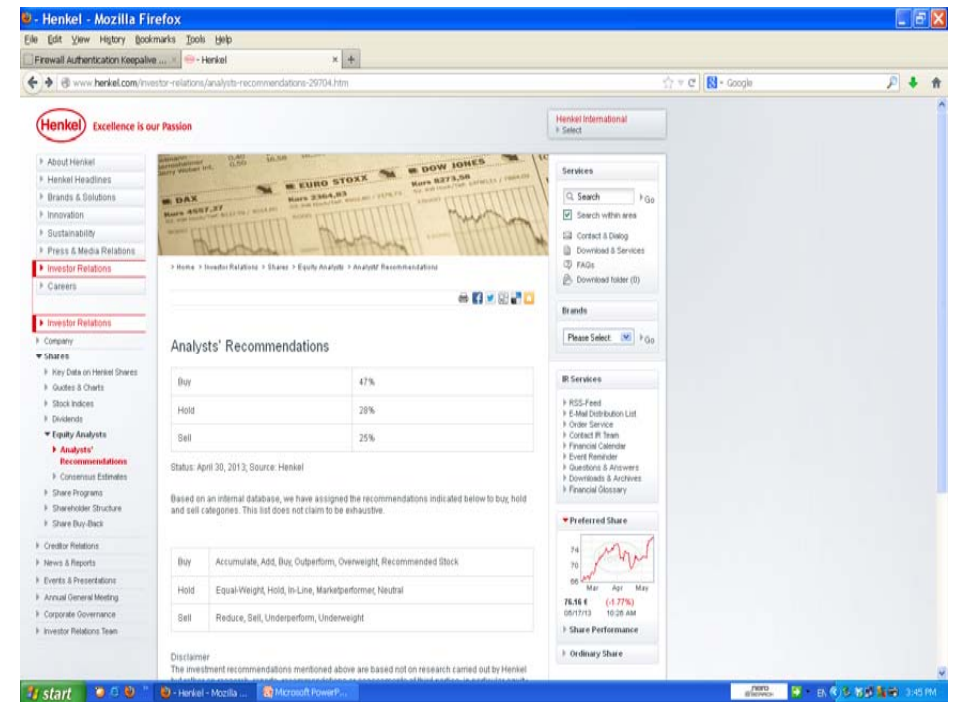 - Henkel - Mozilla Firefox
File Edit View History Bookmarks Tools Help
Firewall Authentication Keepalive ... × - Henkel × +
www.henkel.com/investor-relations/analysts-recommendations-29704.htm Google
Henkel Excellence is our Passion
Henkel International
Select
About Henkel
Henkel Headlines
Brands & Solutions
Innovation
Sustainability
Press & Media Relations
Investor Relations
Careers
Investor Relations
Company
Shares
Key Data on Henkel Shares
Quotes & Charts
Stock Indices
Dividends
Equity Analysts
Analysts'
Recommendations
Consensus Estimates
Share Programs
Shareholder Structure
Share Buy-Back
Creditor Relations
News & Reports
Events & Presentations
Annual General Meeting
Corporate Governance
Investor Relations Team
DAX
Kurs 4557,37
EURO STOXX
Kurs 2364,83
DOW JONES
Kurs 8273,58
Home Investor Relations Shares Equity Analysts Analysts' Recommendations
Analysts' Recommendations
Buy 47%
Hold 28%
Sell 25%
Status: April 30, 2013; Source: Henkel
Based on an internal database, we have assigned the recommendations indicated below to buy, hold
and sell categories. This list does not claim to be exhaustive.
Buy Accumulate, Add, Buy, Outperform, Overweight, Recommended Stock
Hold Equal-Weight, Hold, In-Line, Marketperformer, Neutral
Sell Reduce, Sell, Underperform, Underweight
Disclaimer
The investment recommendations mentioned above are based not on research carried out by Henkel
Services
Search Go
Search within area
Contact & Dialog
Download & Services
FAQs
Download folder (0)
Brands
Please Select Go
IR Services
RSS-Feed
E-Mail Distribution List
Order Service
Contact IR Team
Financial Calendar
Event Reminder
Questions & Answers
Downloads & Archives
Financial Glossary
Preferred Share
74
70
66
Mar Apr May
76.16 € (-1.77%)
05/17/13 10:26 AM
Share Performance
Ordinary Share
start - Henkel - Mozilla ... Microsoft PowerP... EN 3:45 PM